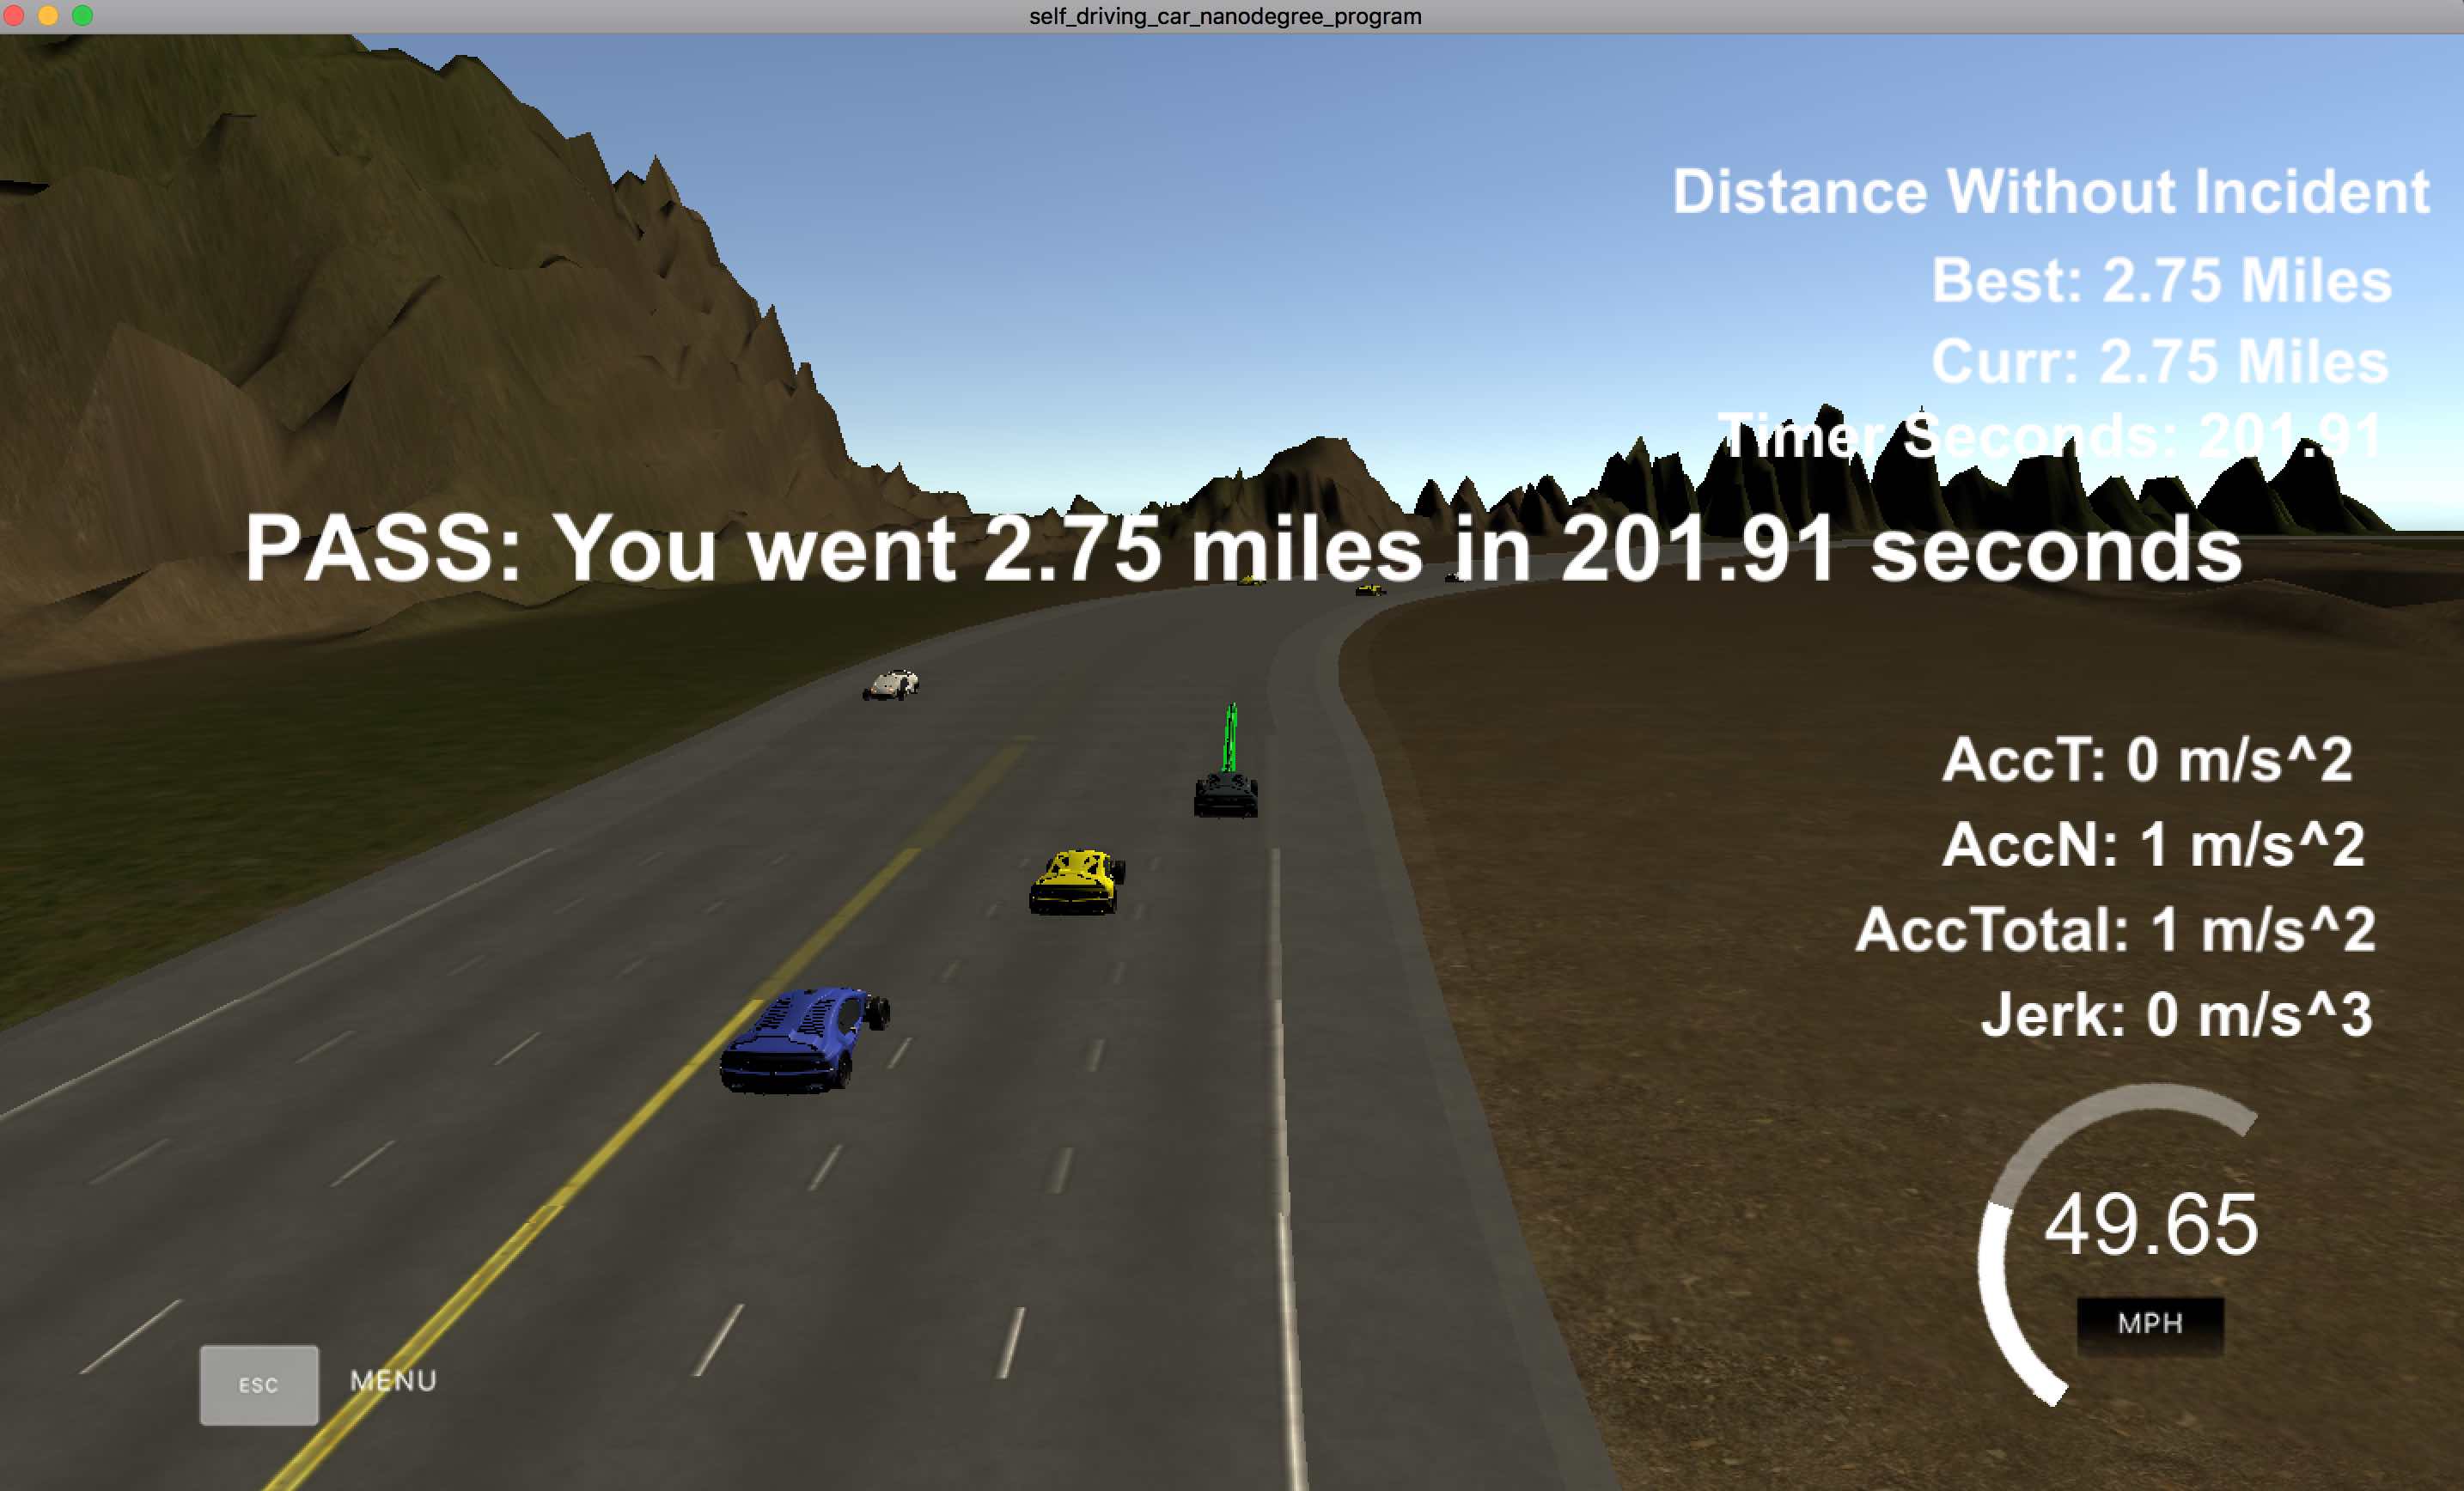 self_driving_car_nanodegree_program
Distance Without Incident
Best: 2.75 Miles
Curr: 2.75 Miles
Timer Seconds: 201.91
PASS: You went 2.75 miles in 201.91 seconds
AccT: 0 m/s^2
AccN: 1 m/s^2
AccTotal: 1 m/s^2
Jerk: 0 m/s^3
49.65
MPH
ESC MENU